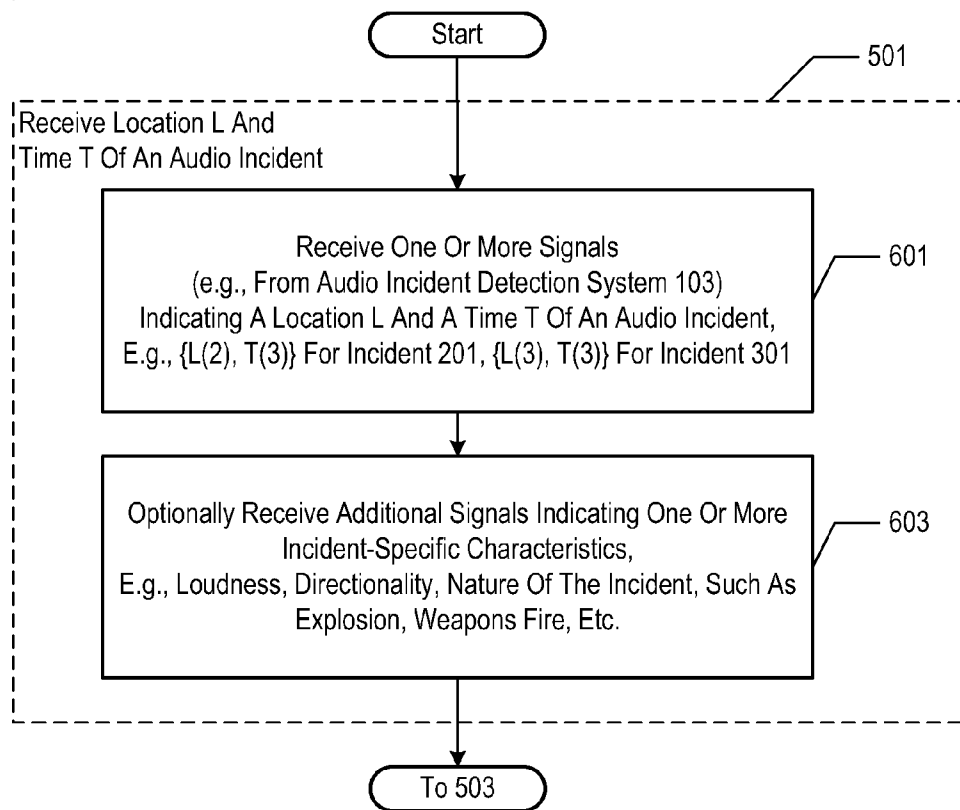 Start
501
Receive Location L And
Time T Of An Audio Incident
Receive One Or More Signals
(e.g., From Audio Incident Detection System 103)
Indicating A Location L And A Time T Of An Audio Incident,
E.g., {L(2), T(3)} For Incident 201, {L(3), T(3)} For Incident 301
601
Optionally Receive Additional Signals Indicating One Or More
Incident-Specific Characteristics,
E.g., Loudness, Directionality, Nature Of The Incident, Such As
Explosion, Weapons Fire, Etc.
603
To 503